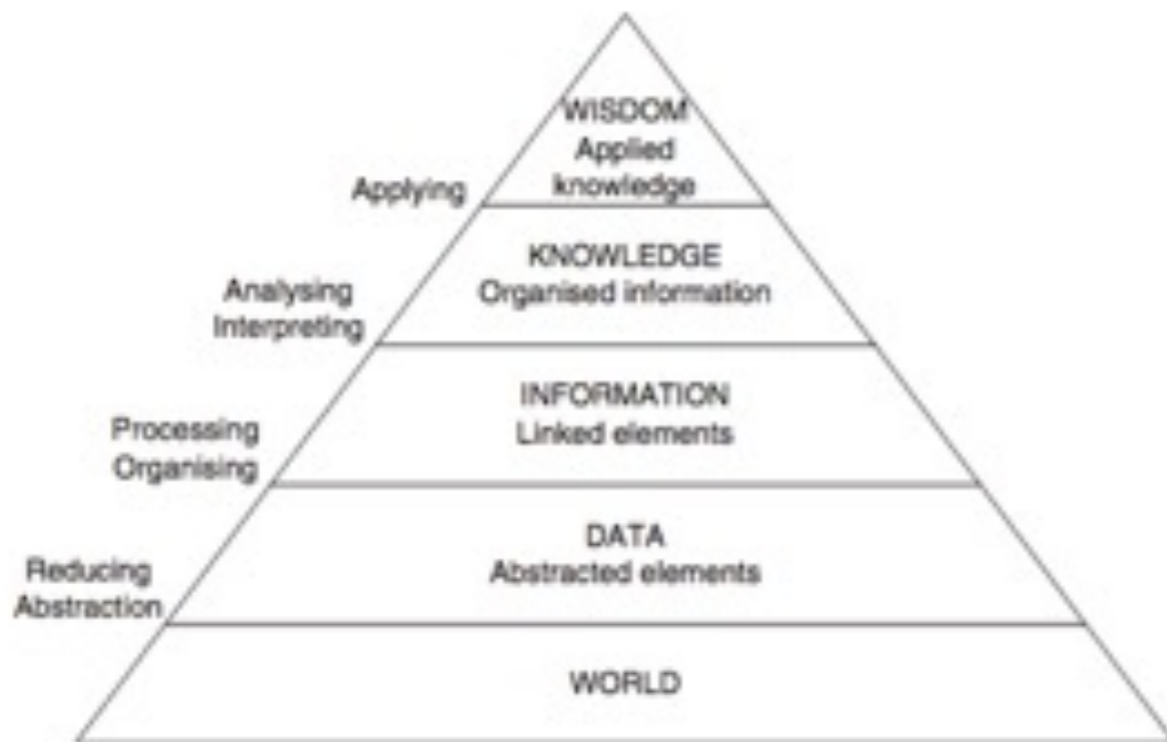 WISDOM
Applied
knowledge
Applying
KNOWLEDGE
Organised information
Analysing
Interpreting
INFORMATION
Linked elements
Processing
Organising
DATA
Abstracted elements
Reducing
Abstraction
WORLD